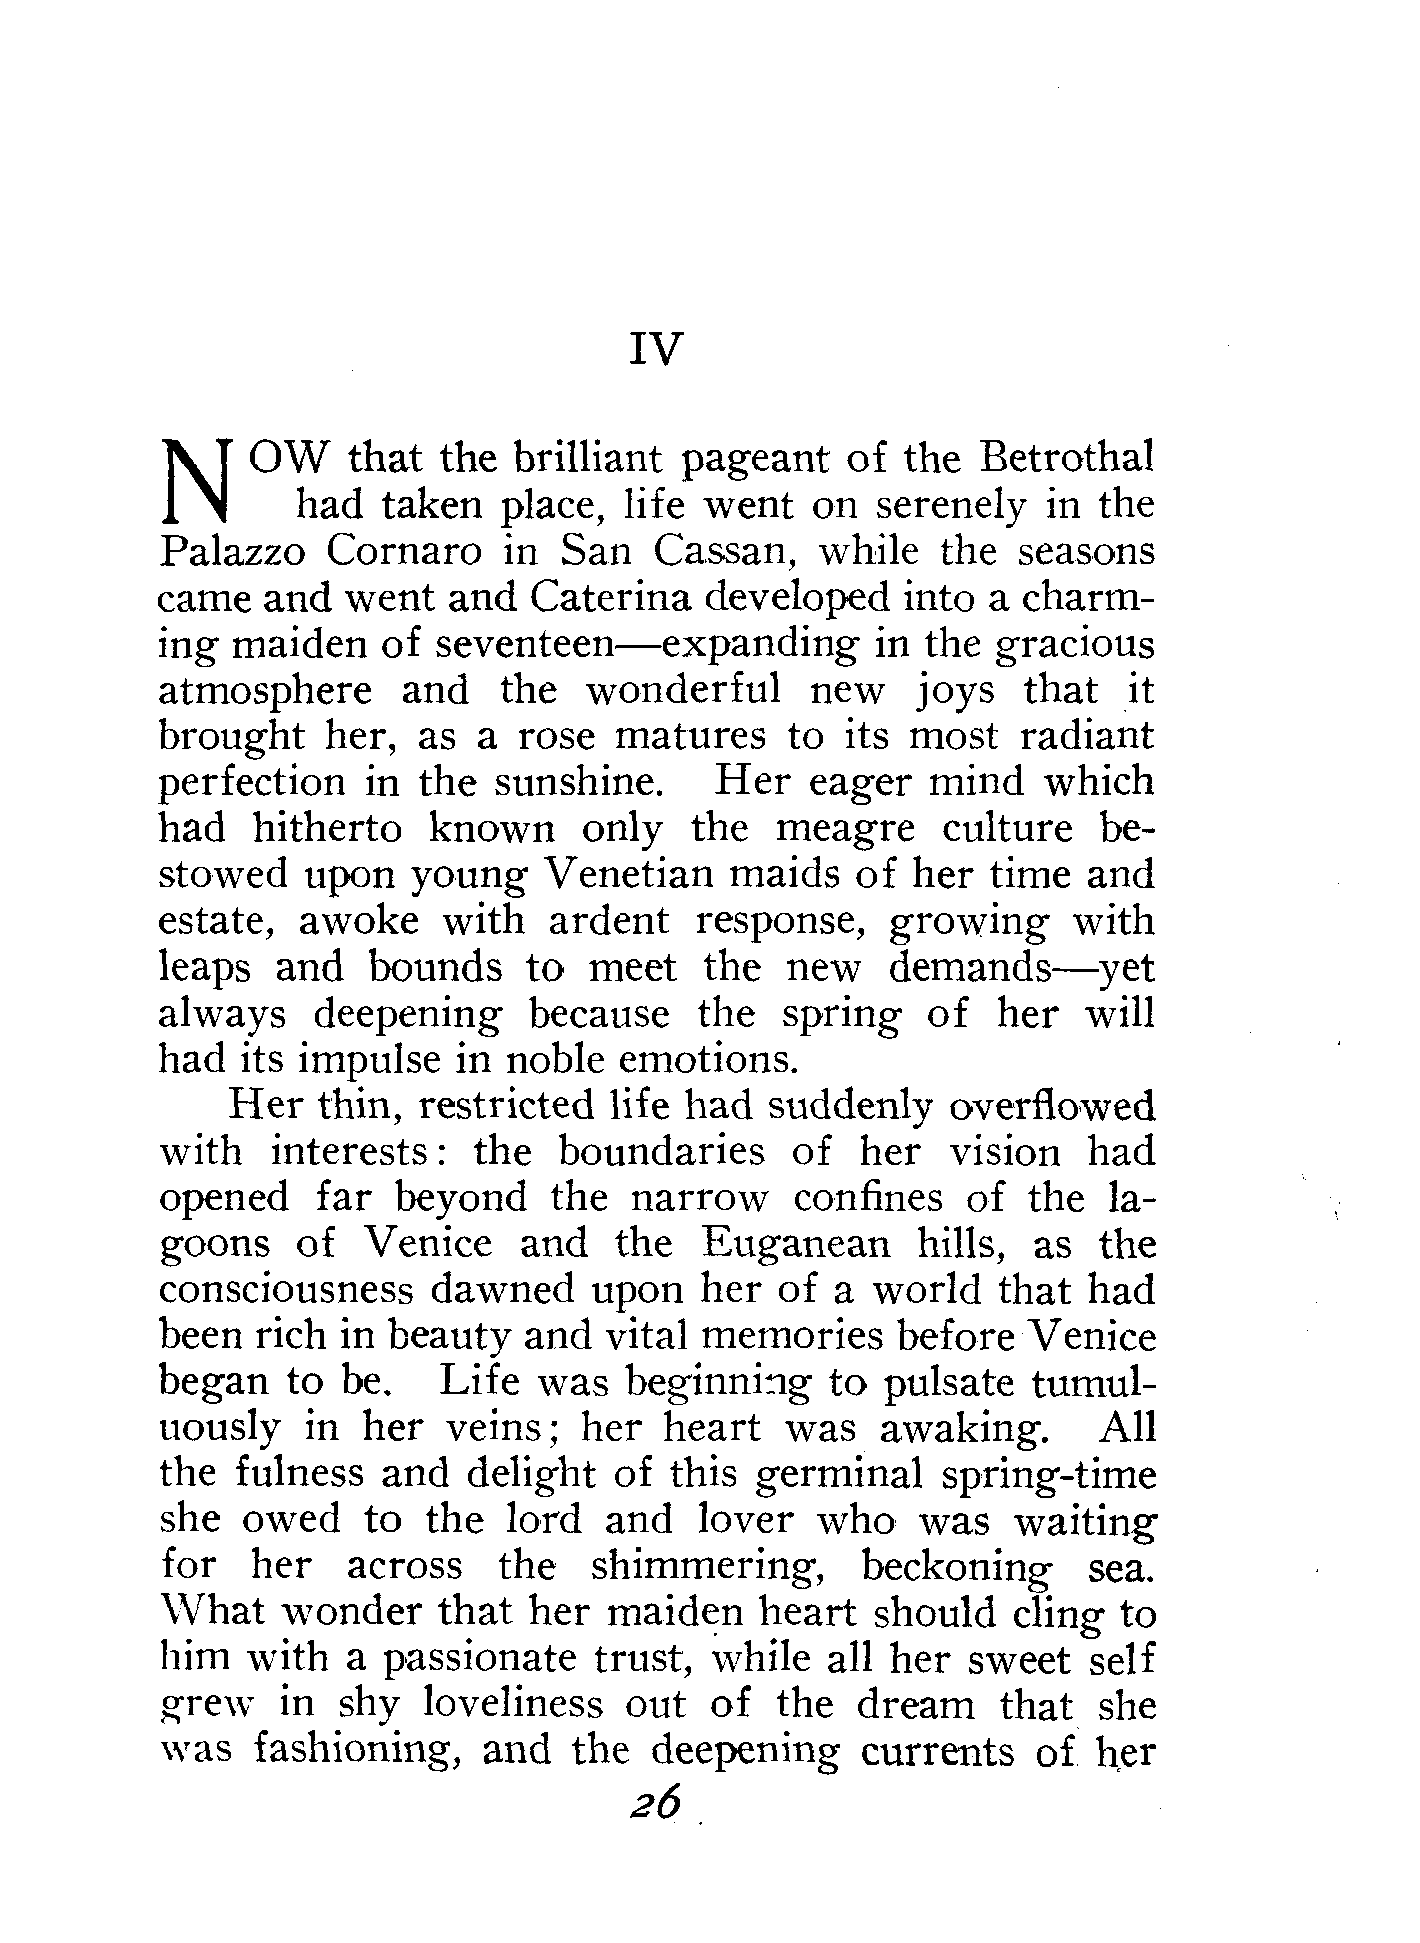 IV
NOW that the brilliant pageant of the Betrothal
had taken place, life went on serenely in the
Palazzo Cornaro in San Cassan, while the seasons
came and went and Caterina developed into a charm-
ing maiden of seventeen—expanding in the gracious
atmosphere and the wonderful new joys that it
brought her, as a rose matures to its most radiant
perfection in the sunshine. Her eager mind which
had hitherto known only the meagre culture be-
stowed upon young Venetian maids of her time and
estate, awoke with ardent response, growing with
leaps and bounds to meet the new demands—yet
always deepening because the spring of her will
had its impulse in noble emotions.
Her thin, restricted life had suddenly overflowed
with interests: the boundaries of her vision had
opened far beyond the narrow confines of the la-
goons of Venice and the Euganean hills, as the
consciousness dawned upon her of a world that had
been rich in beauty and vital memories before Venice
began to be. Life was beginning to pulsate tumul-
uously in her veins; her heart was awaking. All
the fulness and delight of this germinal spring-time
she owed to the lord and lover who was waiting
for her across the shimmering, beckoning sea.
What wonder that her maiden heart should cling to
him with a passionate trust, while all her sweet self
grew in shy loveliness out of the dream that she
was fashioning, and the deepening currents of her
26